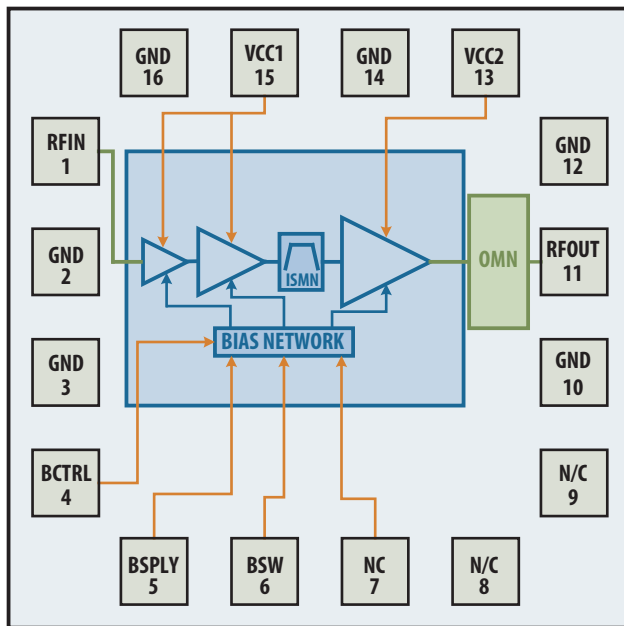 GND
16
VCC1
15
GND
14
VCC2
13
RFIN
1
GND
12
GND
2
ISMN
OMN
RFOUT
11
BIAS NETWORK
GND
3
GND
10
BCTRL
4
N/C
9
BSPLY
5
BSW
6
NC
7
N/C
8